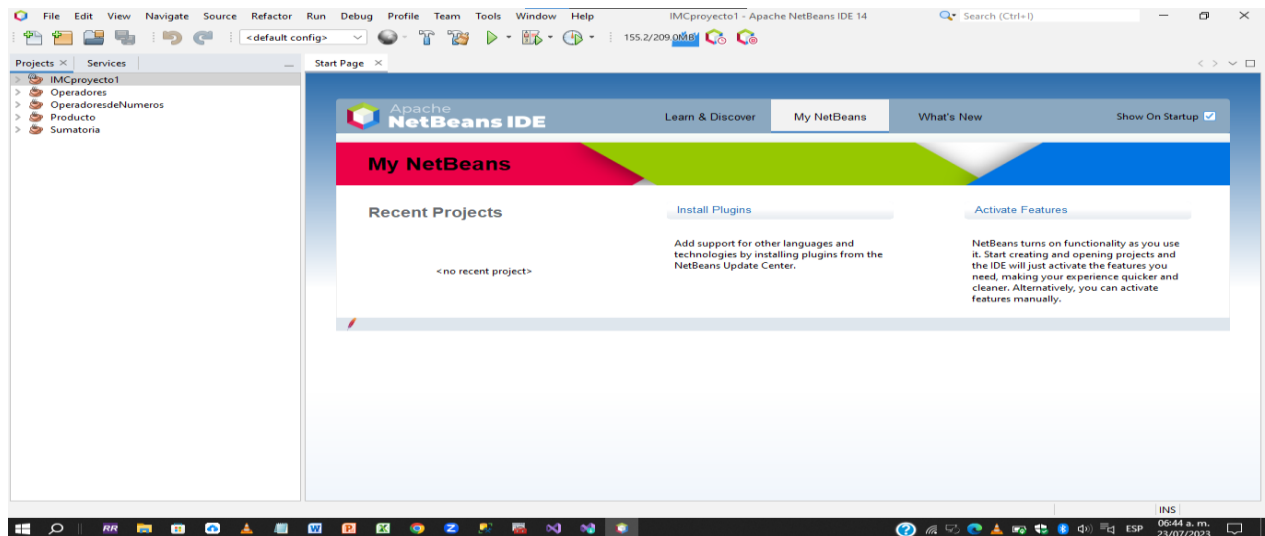 File Edit View Navigate Source Refactor Run Debug Profile Team Tools Window Help IMCproyecto1 - Apache NetBeans IDE 14 Search (Ctrl+I)
<default config> 155.2/209.0MB
Projects Services
Start Page
IMCproyecto1
Operadores
OperadoresdeNumeros
Producto
Sumatoria
Apache
NetBeans IDE
Learn & Discover My NetBeans What's New Show On Startup
My NetBeans
Recent Projects
<no recent project>
Install Plugins
Add support for other languages and
technologies by installing plugins from the
NetBeans Update Center.
Activate Features
NetBeans turns on functionality as you use
it. Start creating and opening projects and
the IDE will just activate the features you
need, making your experience quicker and
cleaner. Alternatively, you can activate
features manually.
INS
RR
W P X Z
ESP
06:44 a. m.
23/07/2023